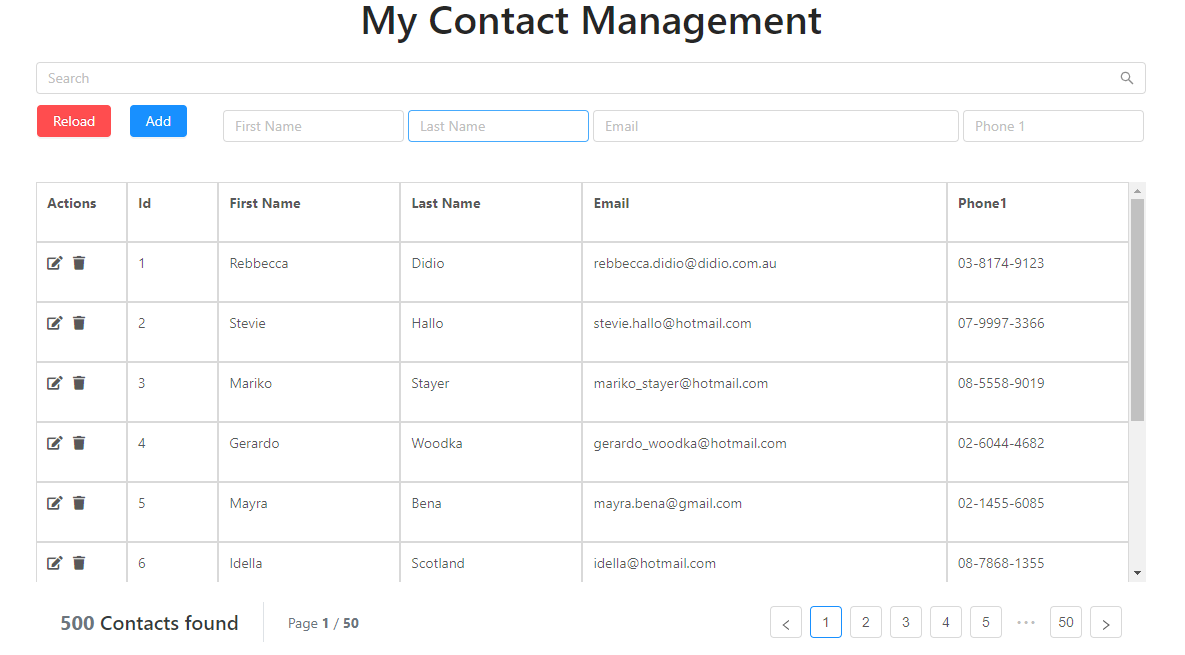 My Contact Management
Search
Reload Add First Name Last Name Email Phone 1
Actions Id First Name Last Name Email Phone1
1 Rebbecca Didio rebbecca.didio@didio.com.au 03-8174-9123
2 Stevie Hallo stevie.hallo@hotmail.com 07-9997-3366
3 Mariko Stayer mariko_stayer@hotmail.com 08-5558-9019
4 Gerardo Woodka gerardo_woodka@hotmail.com 02-6044-4682
5 Mayra Bena mayra.bena@gmail.com 02-1455-6085
6 Idella Scotland idella@hotmail.com 08-7868-1355
500 Contacts found Page 1 / 50 < 1 2 3 4 5 ••• 50 >